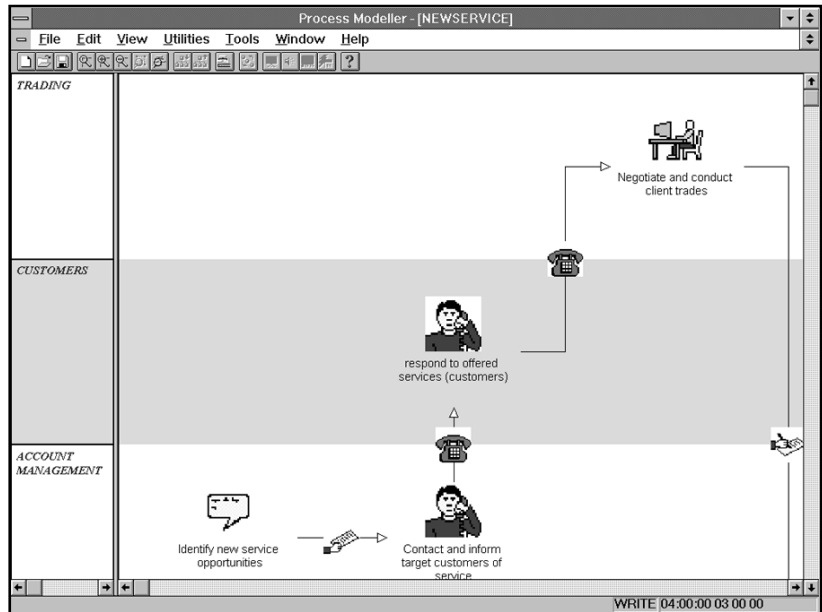 Process Modeller - [NEWSERVICE]
File Edit View Utilities Tools Window Help
?
TRADING
Negotiate and conduct
client trades
CUSTOMERS
respond to offered
services (customers)
ACCOUNT
MANAGEMENT
Identify new service
opportunities
Contact and inform
target customers of
service
WRITE 04:00:00 03 00 00